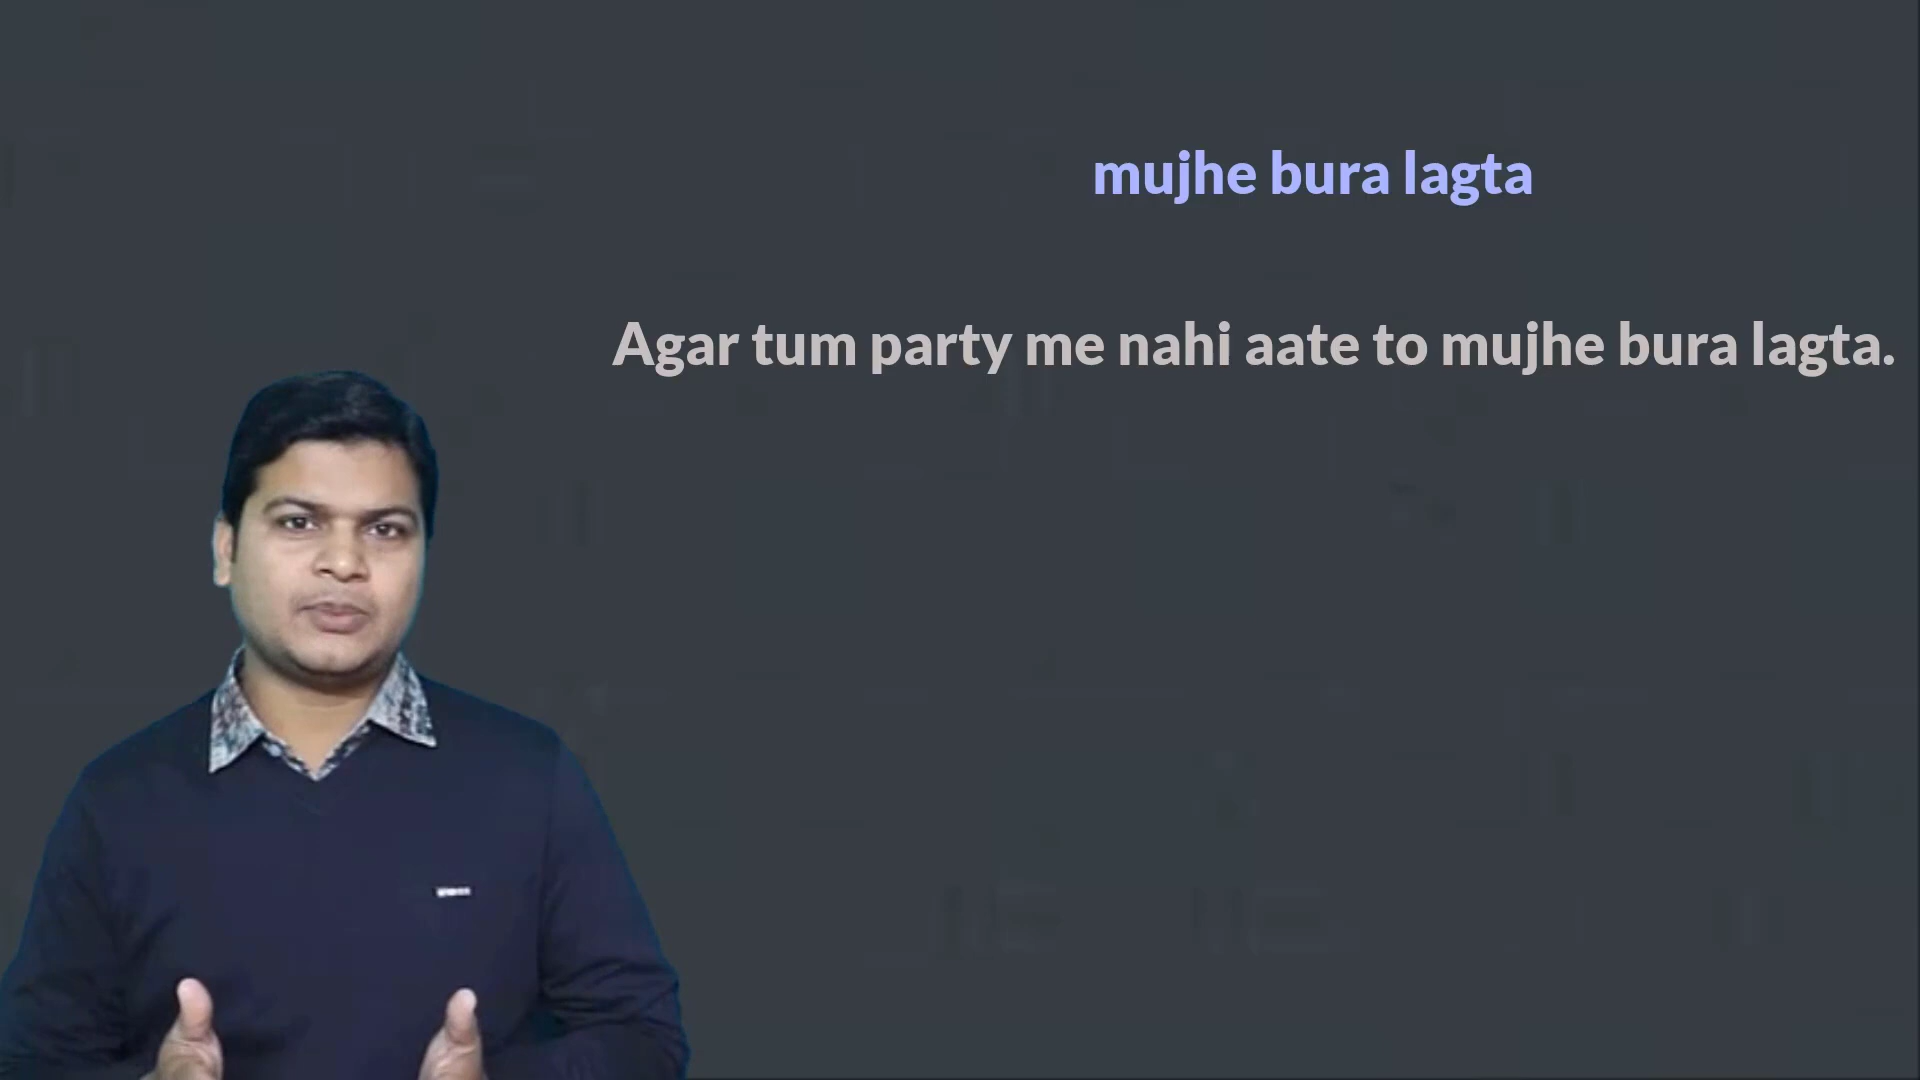 mujhe bura lagta
Agar tum party me nahi aate to mujhe bura lagta.